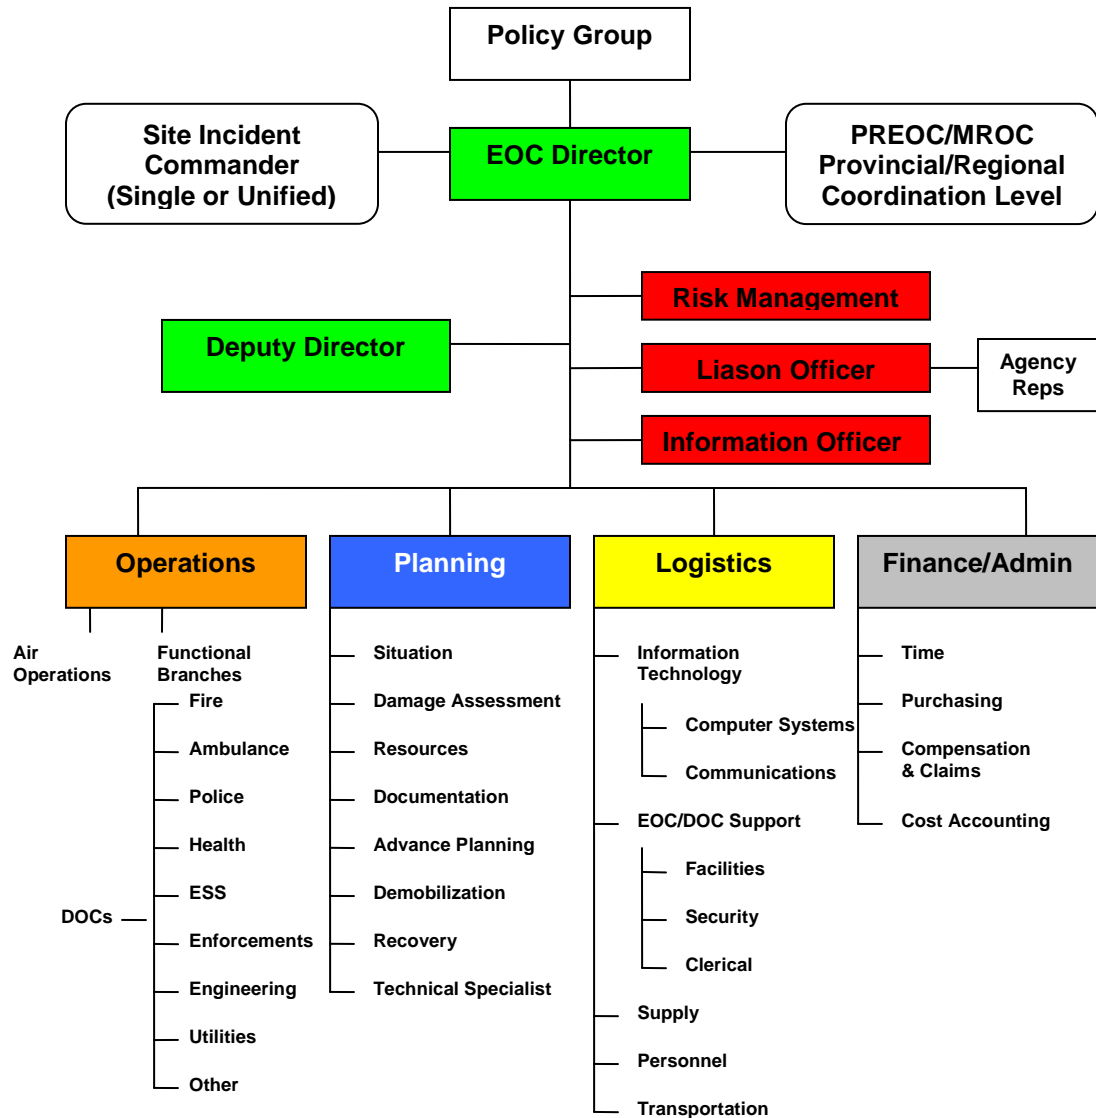 Policy Group
Site Incident
Commander
(Single or Unified)
EOC Director
PREOC/MROC
Provincial/Regional
Coordination Level
Risk Management
Deputy Director
Liason Officer
Agency
Reps
Information Officer
Operations
Planning
Logistics
Finance/Admin
Air
Operations
Functional
Branches
Fire
Ambulance
Police
Health
ESS
DOCs
Enforcements
Engineering
Utilities
Other
Situation
Damage Assessment
Resources
Documentation
Advance Planning
Demobilization
Recovery
Technical Specialist
Information
Technology
Computer Systems
Communications
EOC/DOC Support
Facilities
Security
Clerical
Supply
Personnel
Transportation
Time
Purchasing
Compensation
& Claims
Cost Accounting